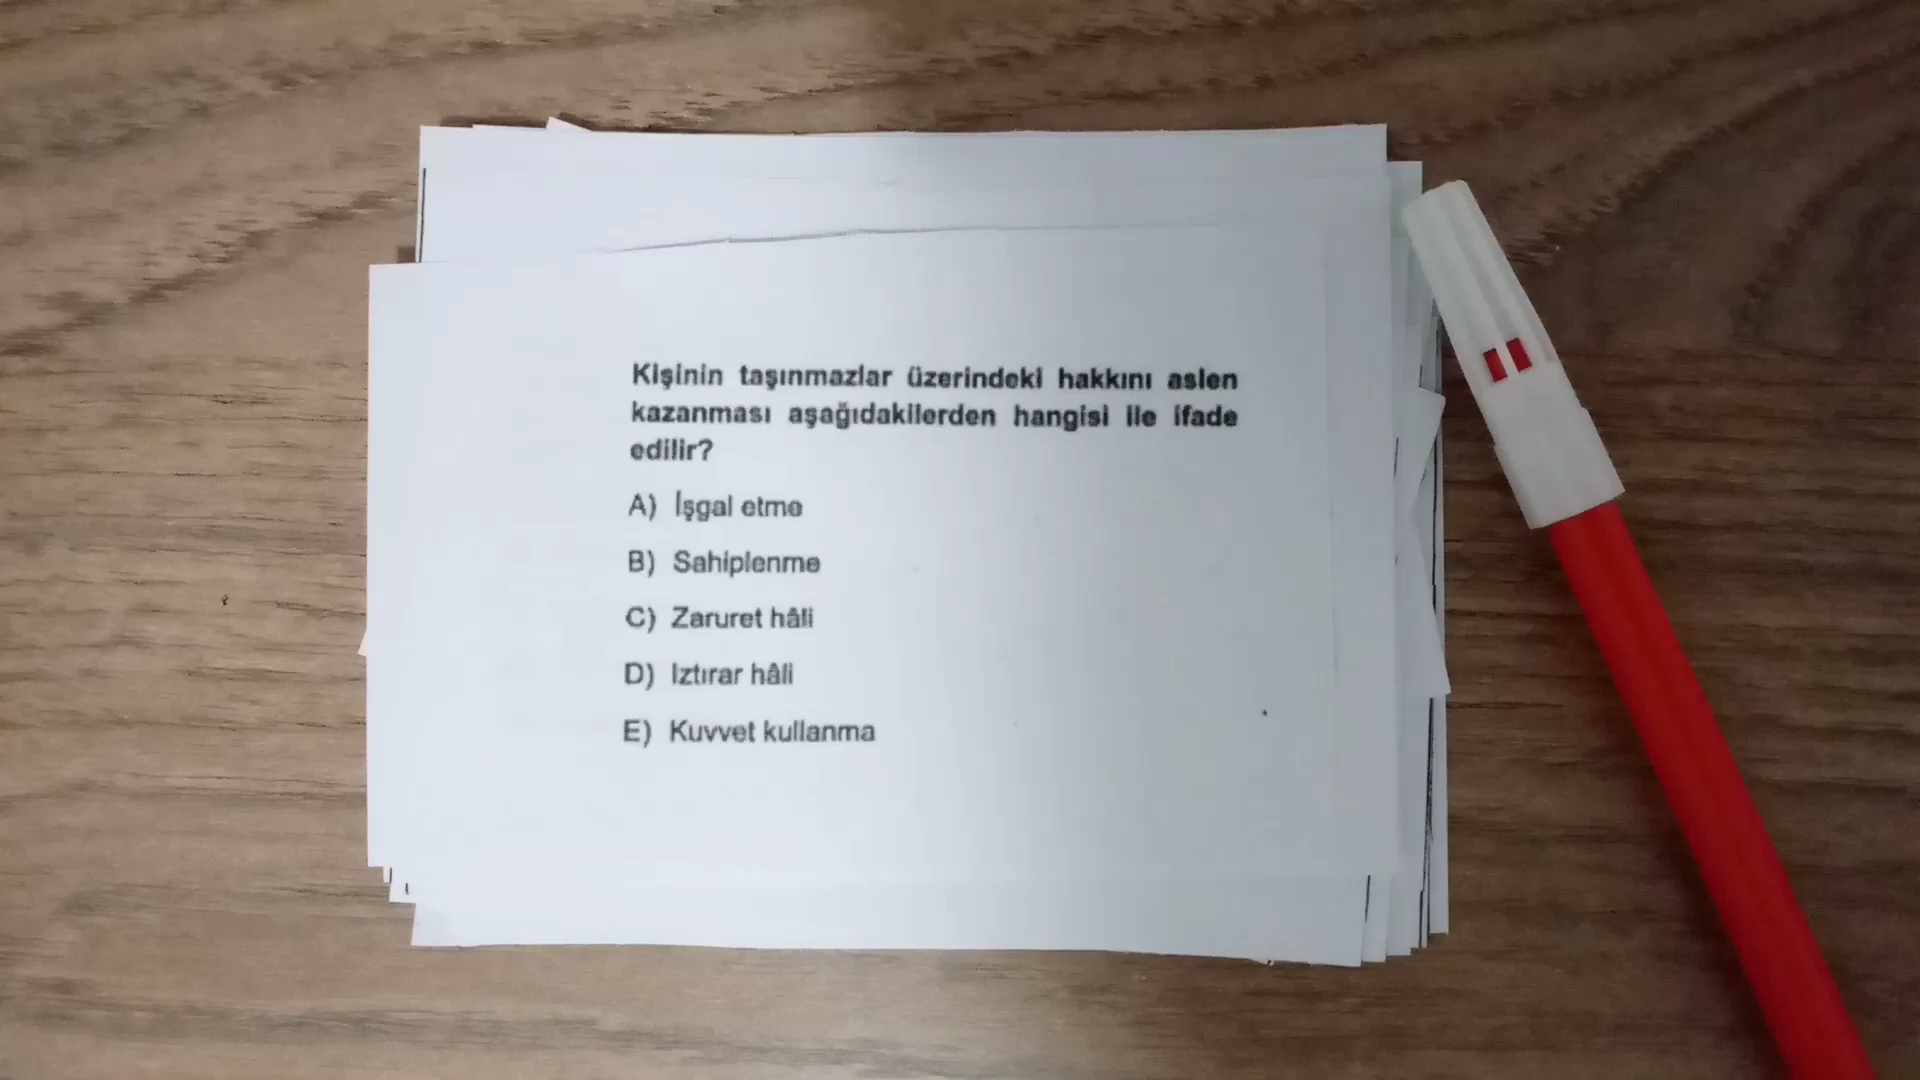 Kişinin taşınmazlar üzerindeki hakkını aslen
kazanması aşağıdakilerden hangisi ile ifade
edilir?
A) İşgal etme
B) Sahiplenme
C) Zaruret hâli
D) Iztırar hâli
E) Kuvvet kullanma